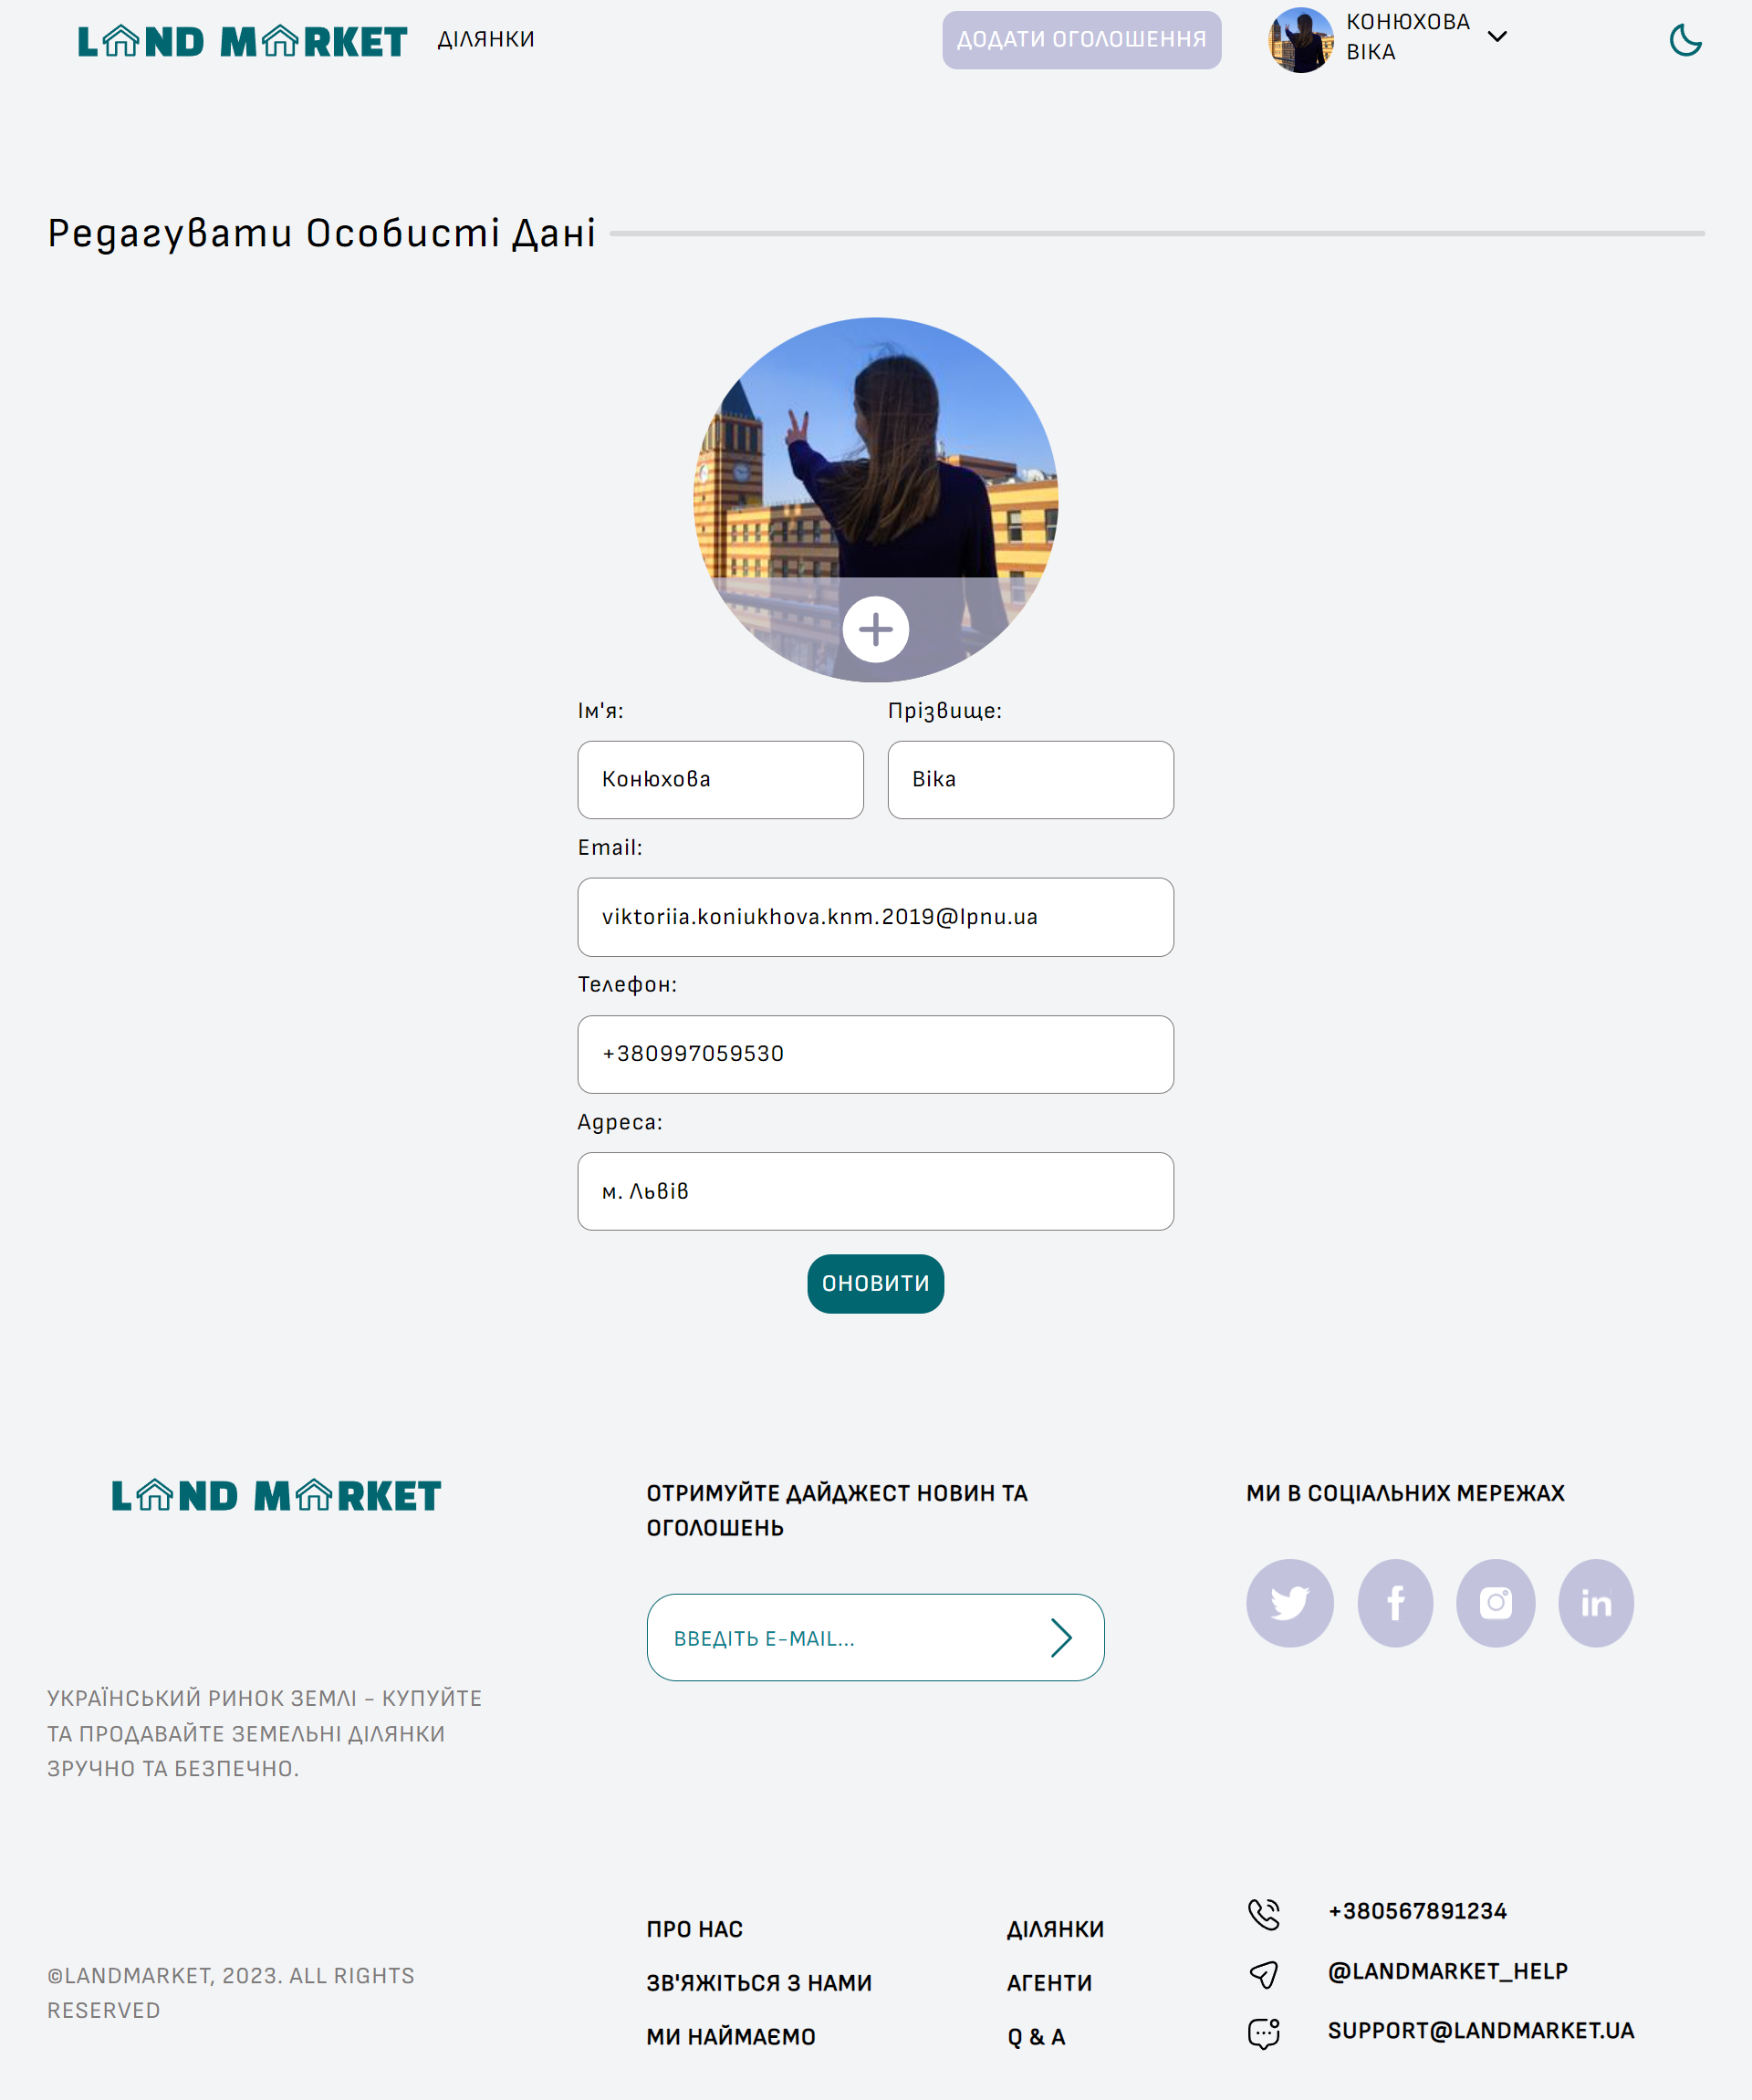 LAND MARKET
ДІЛЯНКИ
ДОДАТИ ОГОЛОШЕННЯ
КОНЮХОВА
ВІКА
Редагувати Особисті Дані
Ім'я:
Прізвище:
Конюхова
Віка
Email:
viktoriia.koniukhova.knm.2019@lpnu.ua
Телефон:
+380997059530
Адреса:
м. Львів
ОНОВИТИ
LAND MARKET
УКРАЇНСЬКИЙ РИНОК ЗЕМЛІ - КУПУЙТЕ
ТА ПРОДАВАЙТЕ ЗЕМЕЛЬНІ ДІЛЯНКИ
ЗРУЧНО ТА БЕЗПЕЧНО.
©LANDMARKET, 2023. ALL RIGHTS
RESERVED
ОТРИМУЙТЕ ДАЙДЖЕСТ НОВИН ТА
ОГОЛОШЕНЬ
ВВЕДІТЬ E-MAIL...
ПРО НАС
ЗВ'ЯЖІТЬСЯ З НАМИ
МИ НАЙМАЄМО
ДІЛЯНКИ
АГЕНТИ
Q & A
МИ В СОЦІАЛЬНИХ МЕРЕЖАХ
+380567891234
@LANDMARKET_HELP
SUPPORT@LANDMARKET.UA